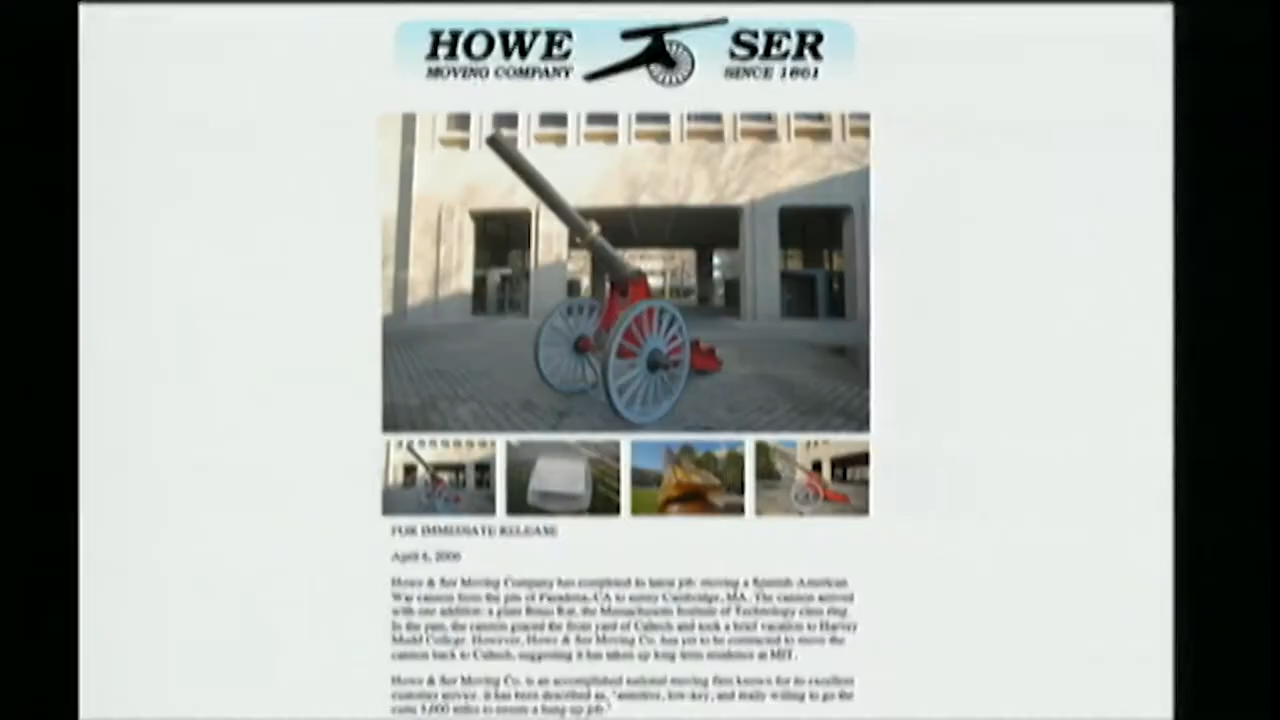 HOWE SER
MOVING COMPANY SINCE 1861
FOR IMMEDIATE RELEASE
April 6, 2006
Howe & Ser Moving Company has completed its latest job: moving a Spanish-American
War cannon from the pits of Pasadena, CA to sunny Cambridge, MA. The cannon arrived
with one addition: a giant Brass Rat, the Massachusetts Institute of Technology class ring.
In the past, the cannon graced the front yard of Caltech and took a brief vacation to Harvey
Mudd College. However, Howe & Ser Moving Co. has yet to be contacted to move the
cannon back to Caltech, suggesting it has taken up long term residence at MIT.
Howe & Ser Moving Co. is an accomplished national moving firm known for its excellent
customer service. It has been described as, "sensitive, low-key, and really willing to go the
extra 3,000 miles to ensure a bang up job."